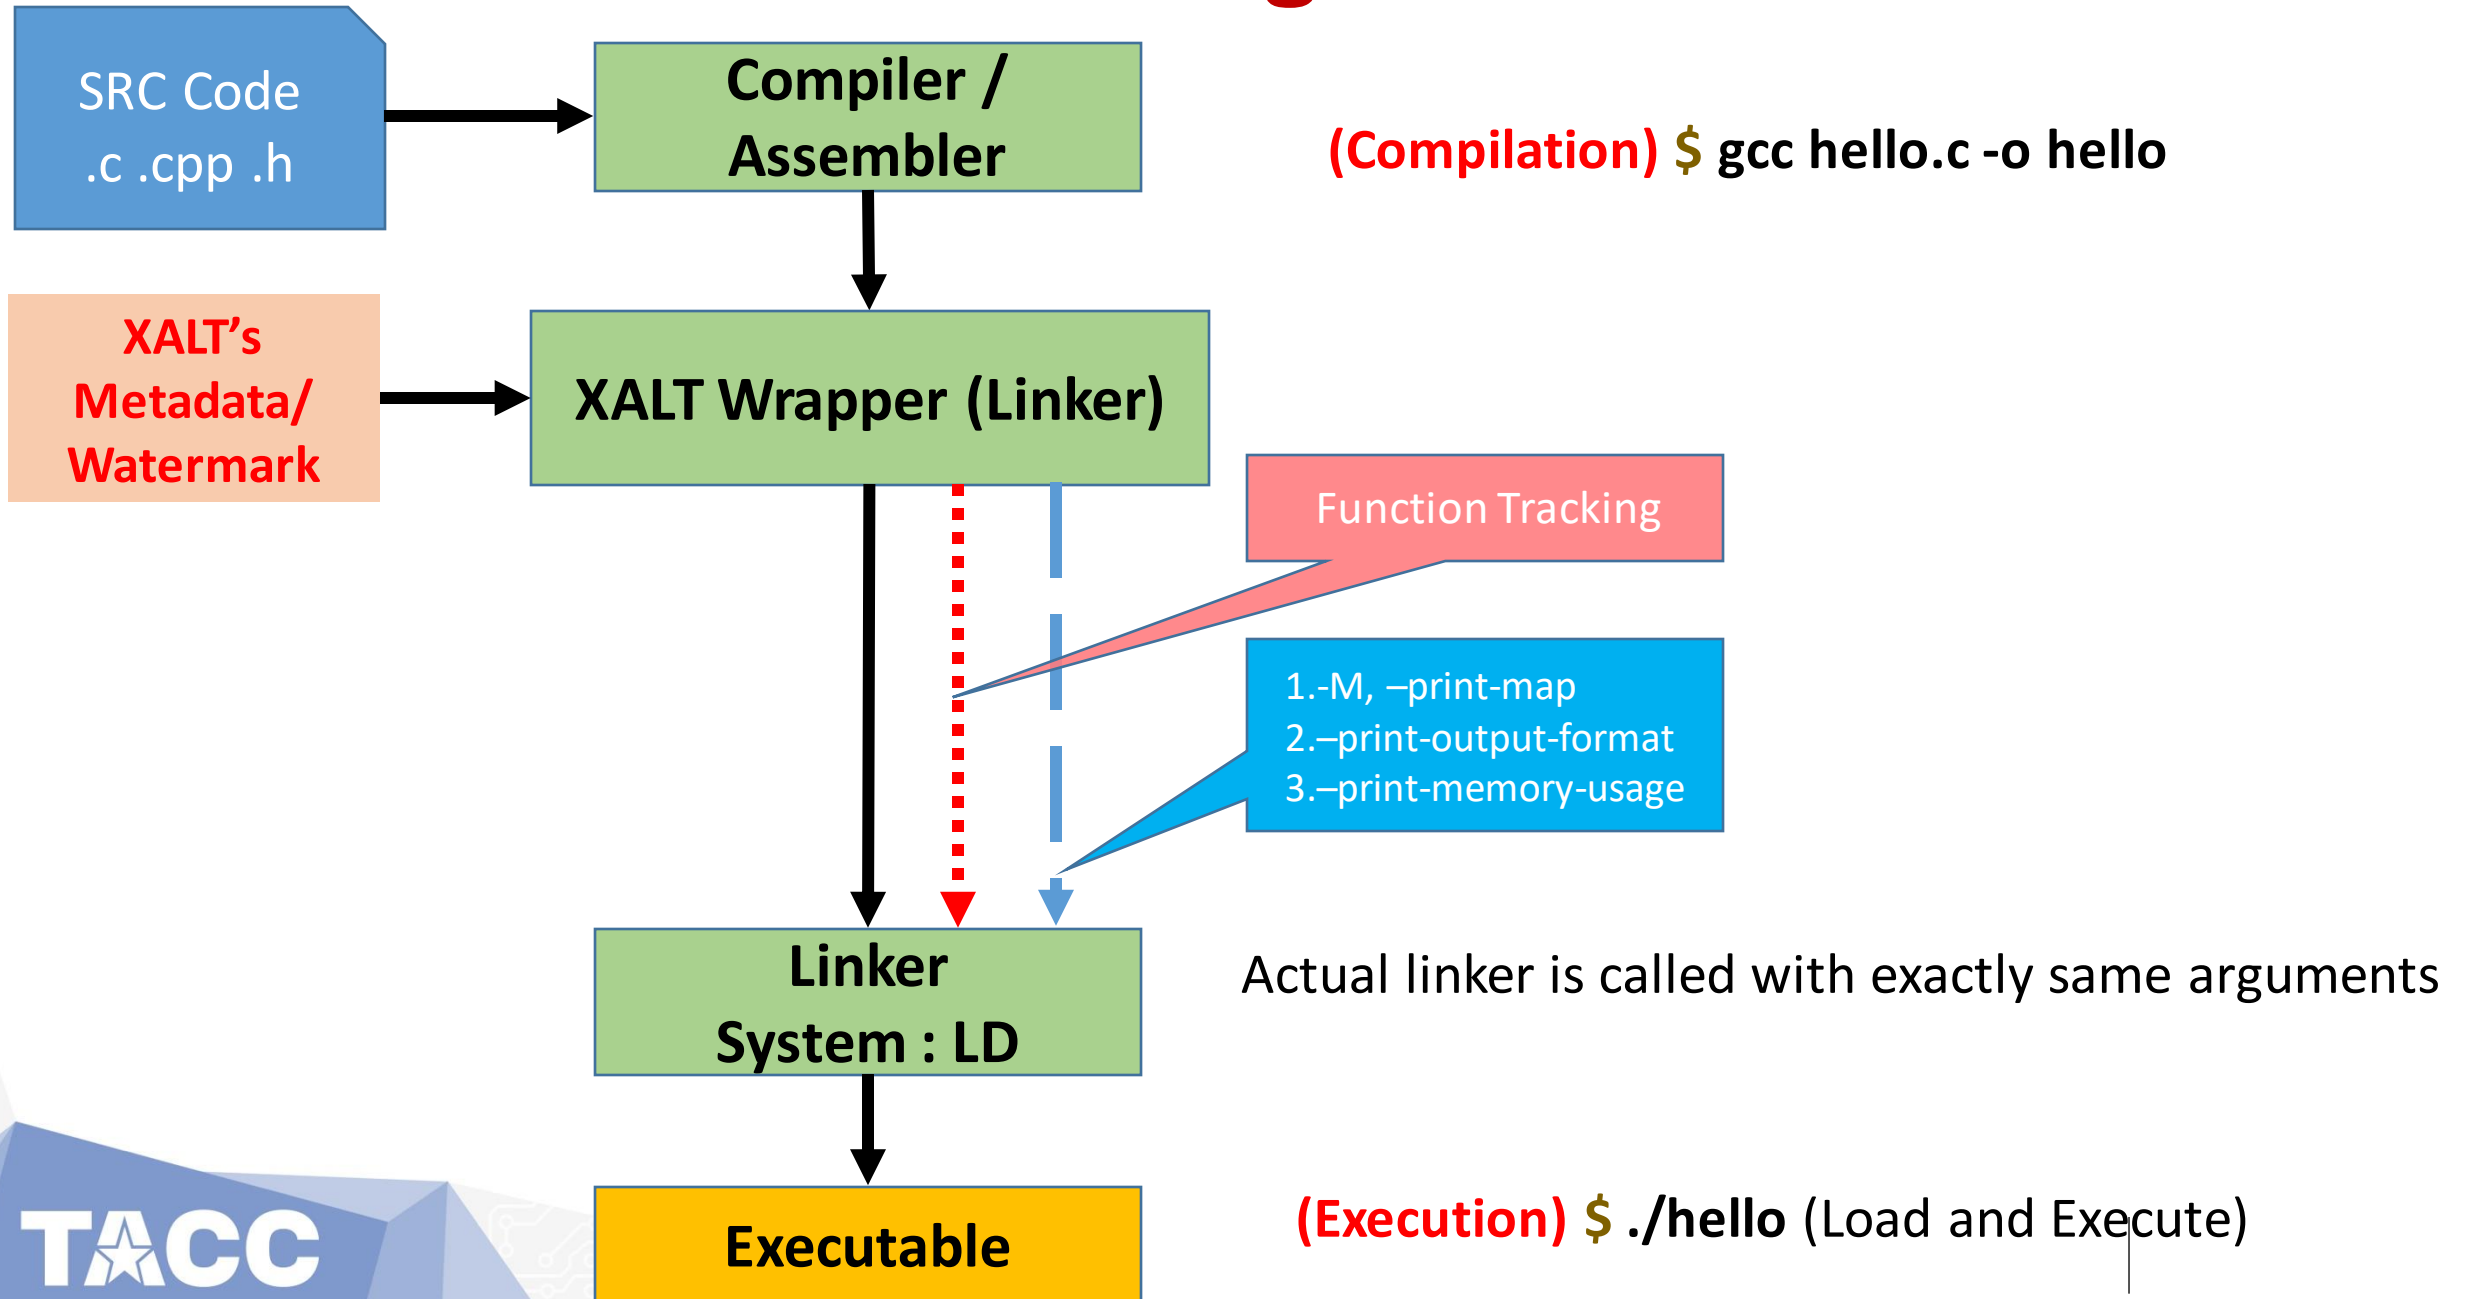 SRC Code
.c .cpp .h
Compiler /
Assembler
(Compilation) $ gcc hello.c -o hello
XALT’s
Metadata/
Watermark
XALT Wrapper (Linker)
Function Tracking
1.-M, –print-map
2.–print-output-format
3.–print-memory-usage
Linker
System : LD
Actual linker is called with exactly same arguments
TACC
Executable
(Execution) $ ./hello (Load and Execute)